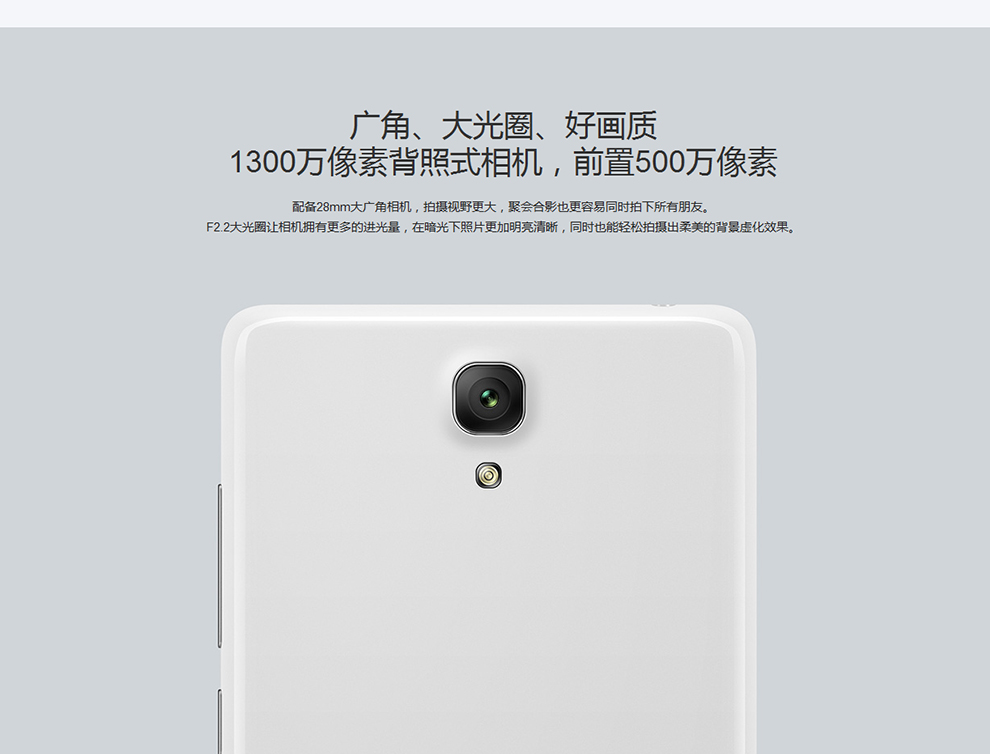 广角、大光圈、好画质
1300万像素背照式相机，前置500万像素
配备28mm大广角相机，拍摄视野更大，聚会合影也更容易同时拍下所有朋友。
F2.2大光圈让相机拥有更多的进光量，在暗光下照片更加明亮清晰，同时也能轻松拍摄出柔美的背景虚化效果。